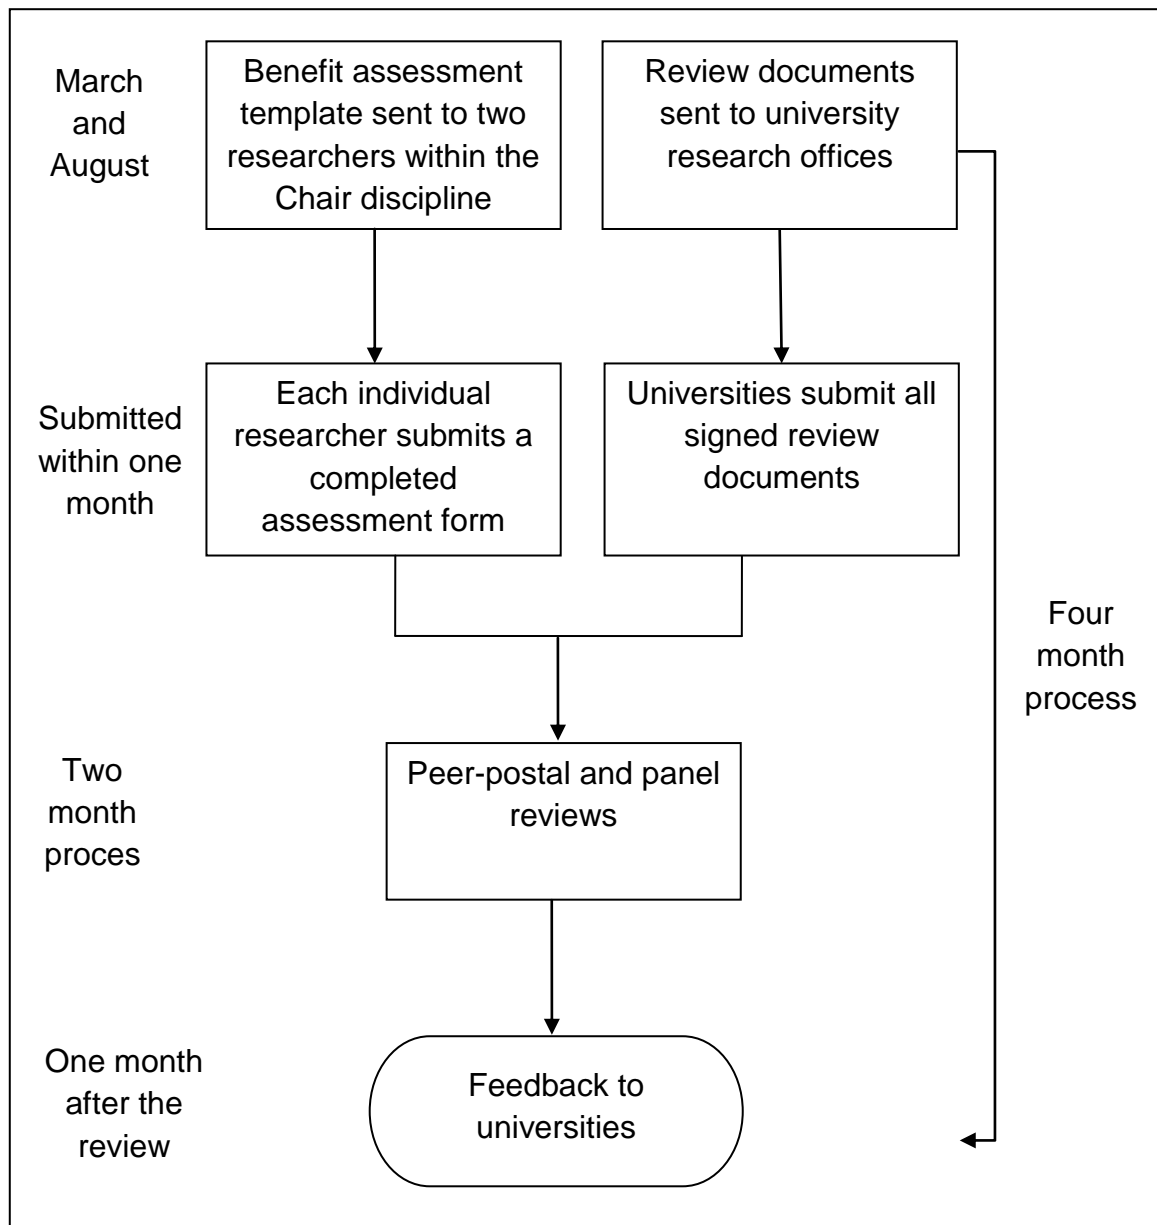 March
and
August
Benefit assessment
template sent to two
researchers within the
Chair discipline
Review documents
sent to university
research offices
Submitted
within one
month
Each individual
researcher submits a
completed
assessment form
Universities submit all
signed review
documents
Four
month
process
Two
month
proces
Peer-postal and panel
reviews
One month
after the
review
Feedback to
universities